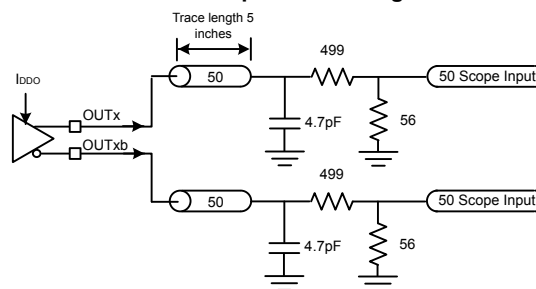 Trace length 5
inches
499
50
50 Scope Input
IDDO
OUTx
4.7pF
56
OUTxb
499
50
50 Scope Input
4.7pF
56